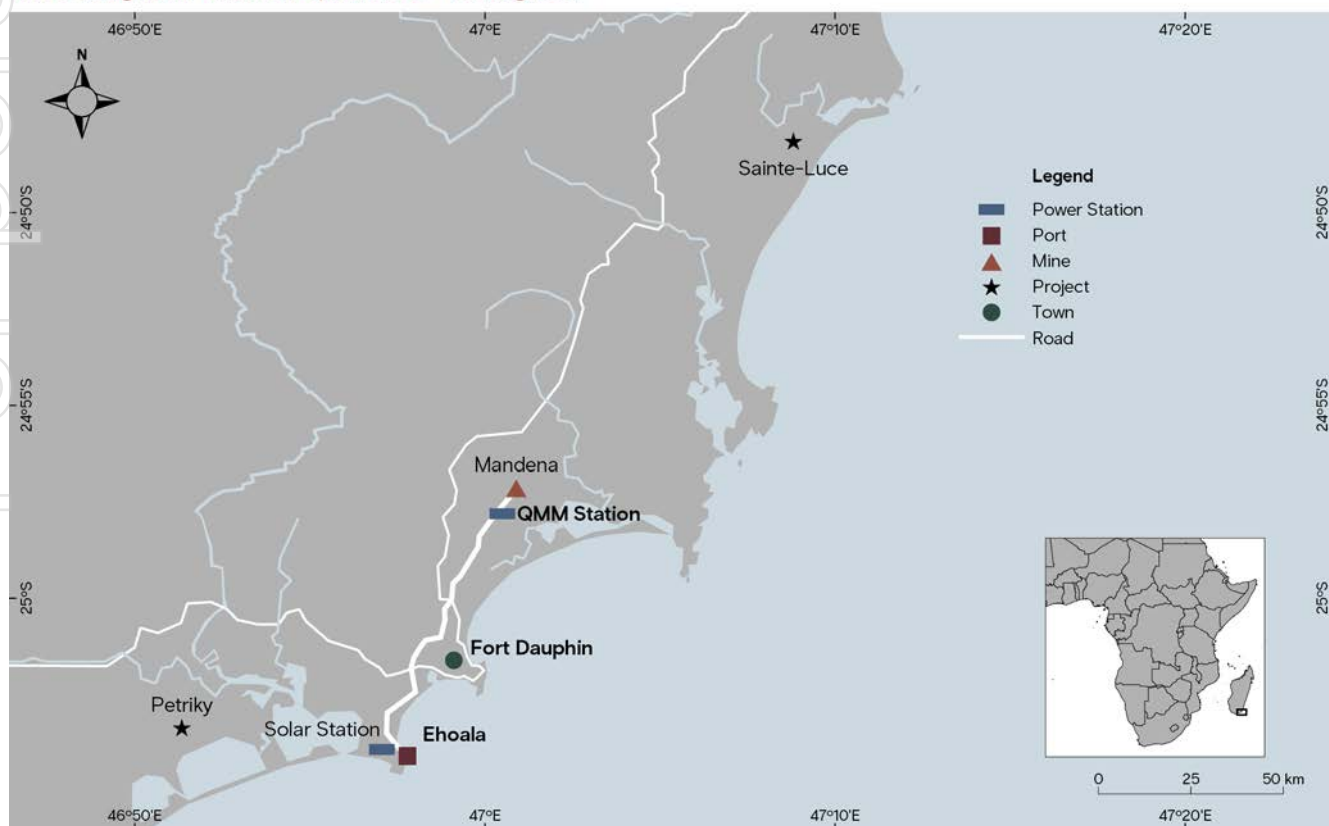 46°50'E 47°E 47°10'E 47°20'E
N
Sainte-Luce
Legend
Power Station
Port
Mine
Project
Town
Road
24°50'S 24°50'S
24°55'S 24°55'S
Mandena
QMM Station
25°S 25°S
Fort Dauphin
Petriky
Solar Station
Ehoala
0 25 50 km
46°50'E 47°E 47°10'E 47°20'E